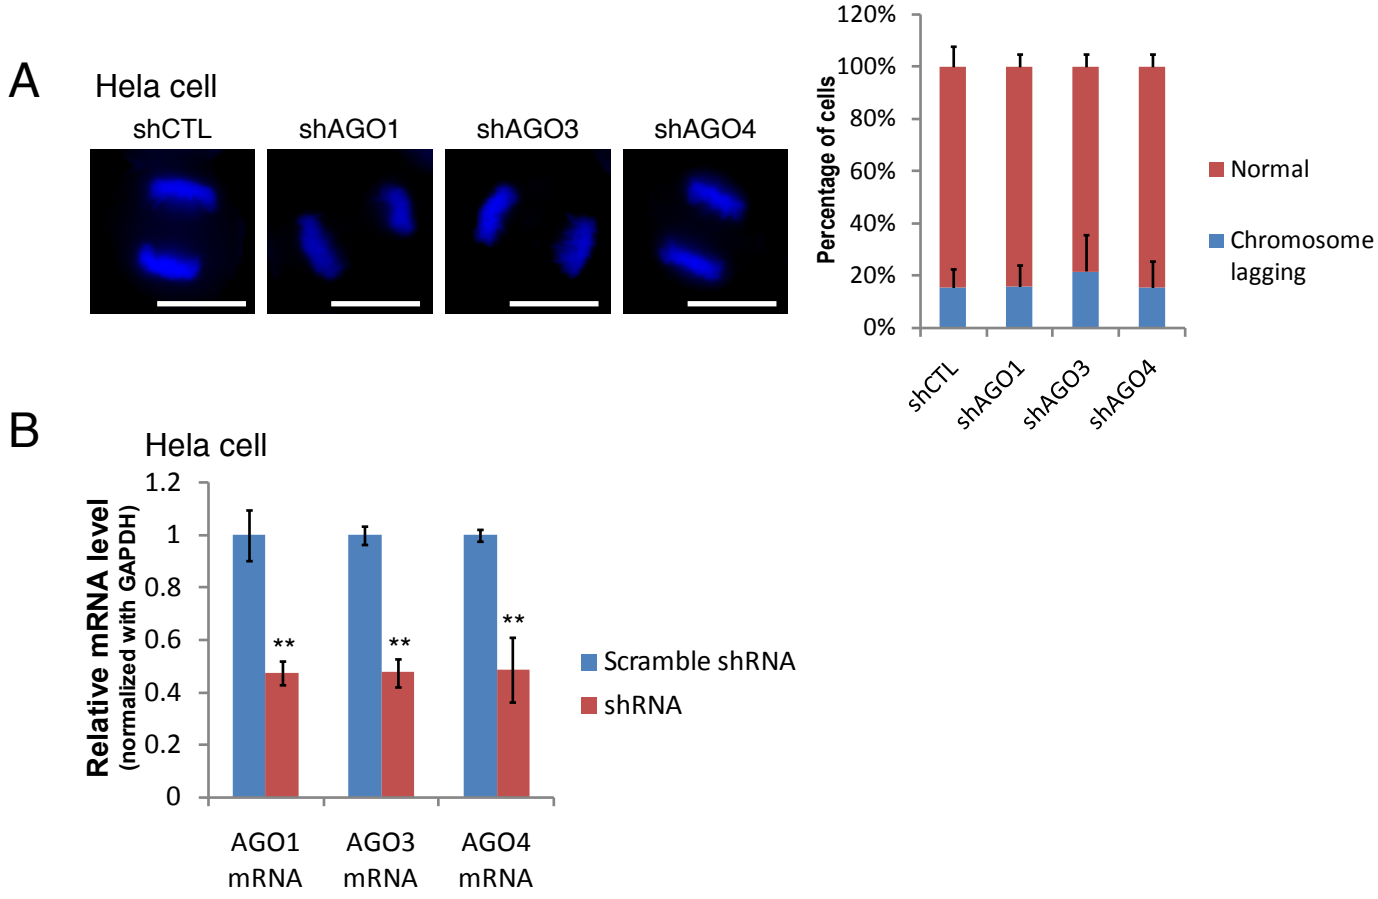 A
Hela cell
shCTL
shAGO1
shAGO3
shAGO4
120%
100%
80%
60%
40%
20%
0%
Percentage of cells
shCTL
shAGO1
shAGO3
shAGO4
Normal
Chromosome
lagging
B
Hela cell
Relative mRNA level
(normalized with GAPDH)
1.2
1
0.8
0.6
0.4
0.2
0
**
**
**
AGO1
mRNA
AGO3
mRNA
AGO4
mRNA
Scramble shRNA
shRNA